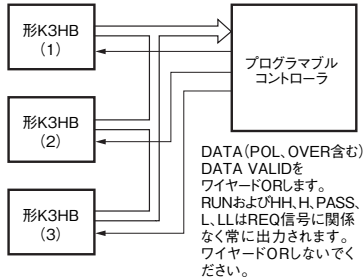 形K3HB
(1)
プログラマブル
コントローラ
形K3HB
(2)
形K3HB
(3)
DATA(POL、OVER含む)
DATA VALIDを
ワイヤードORします。
RUNおよびHH、H、PASS、
L、LLはREQ信号に関係
なく常に出力されます。
ワイヤードORしないでく
ださい。